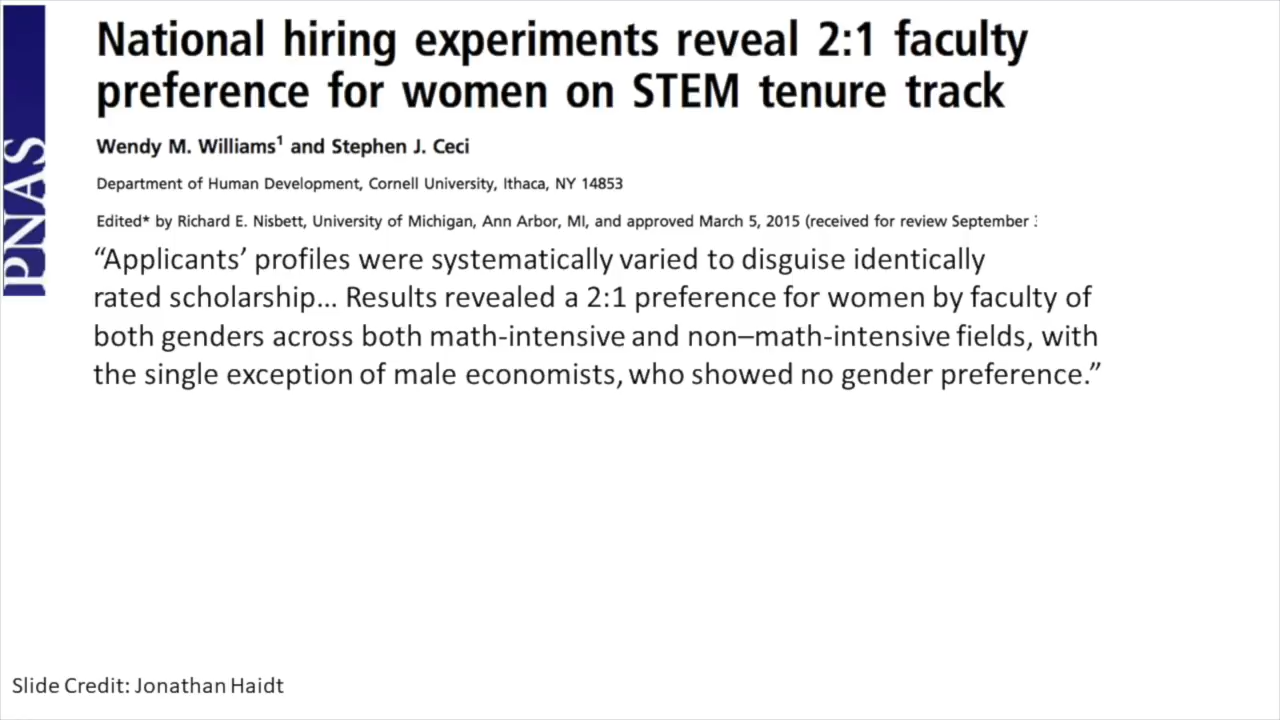 PNAS
National hiring experiments reveal 2:1 faculty
preference for women on STEM tenure track
Wendy M. Williams¹ and Stephen J. Ceci
Department of Human Development, Cornell University, Ithaca, NY 14853
Edited* by Richard E. Nisbett, University of Michigan, Ann Arbor, MI, and approved March 5, 2015 (received for review September
“Applicants’ profiles were systematically varied to disguise identically
rated scholarship... Results revealed a 2:1 preference for women by faculty of
both genders across both math-intensive and non–math-intensive fields, with
the single exception of male economists, who showed no gender preference.”
Slide Credit: Jonathan Haidt